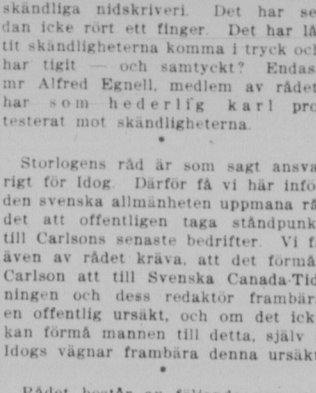 skändliga nidskriveri. Det har se
dan icke rört ett finger. Det har lå
tit skändligheterna komma i tryck och
har tigit — och samtyckt? Endas
mr Alfred Egnell, medlem av rådet
har som hederlig karl pro
testerat mot skändligheterna.
*
Storlogens råd är som sagt ansva
rigt för Idog. Därför få vi här info
den svenska allmänheten uppmana rå
det att offentligen taga ståndpunk
till Carlsons senaste bedrifter. Vi f
även av rådet kräva, att det förmå
Carlson att till Svenska Canada-Tid
ningen och dess redaktör frambär
en offentlig ursäkt, och om det ick
kan förmå mannen till detta, själv
Idogs vägnar frambära denna ursäkt
*
Rådet består av följande